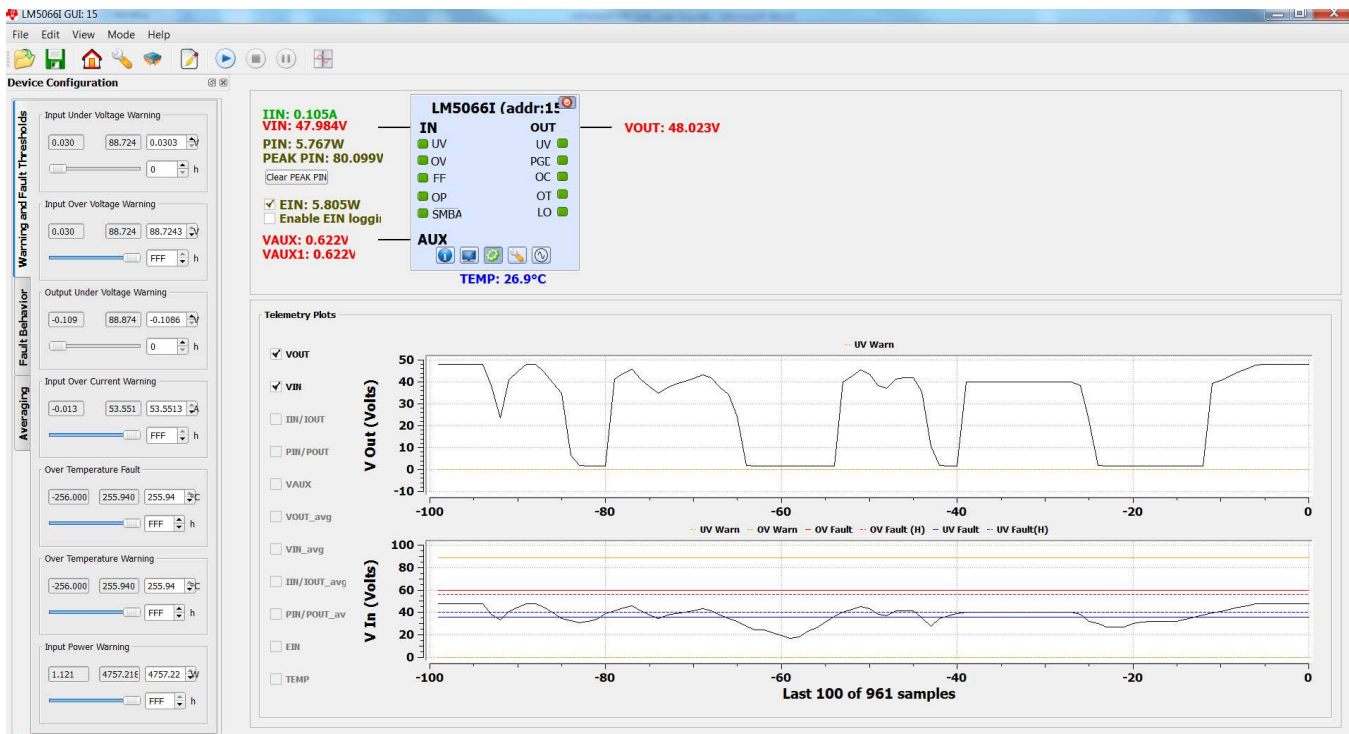 LM5066I GUI: 15
File Edit View Mode Help
Device Configuration
Warning and Fault Thresholds
Fault Behavior
Averaging
Input Under Voltage Warning
0.030 88.724 0.0303 V
0 h
Input Over Voltage Warning
0.030 88.724 88.7243 V
FFF h
Output Under Voltage Warning
-0.109 88.874 -0.1086 V
0 h
Input Over Current Warning
-0.013 53.551 53.5513 A
FFF h
Over Temperature Fault
-256.000 255.940 255.94 °C
FFF h
Over Temperature Warning
-256.000 255.940 255.94 °C
FFF h
Input Power Warning
1.121 4757.218 4757.22 W
FFF h
IIN: 0.105A
VIN: 47.984V
PIN: 5.767W
PEAK PIN: 80.099W
Clear PEAK PIN
EIN: 5.805W
Enable EIN loggi
VAUX: 0.622V
VAUX1: 0.622V
LM5066I (addr:15
IN OUT
UV UV
OV PGD
FF OC
OP OT
SMBA LO
AUX
VOUT: 48.023V
TEMP: 26.9°C
Telemetry Plots
VOUT
VIN
IIN/IOUT
PIN/POUT
VAUX
VOUT_avg
VIN_avg
IIN/IOUT_avg
PIN/POUT_av
EIN
TEMP
UV Warn
V Out (Volts)
50
40
30
20
10
0
-10
-100 -80 -60 -40 -20 0
UV Warn OV Warn OV Fault OV Fault (H) UV Fault UV Fault(H)
V In (Volts)
100
80
60
40
20
0
-100 -80 -60 -40 -20 0
Last 100 of 961 samples